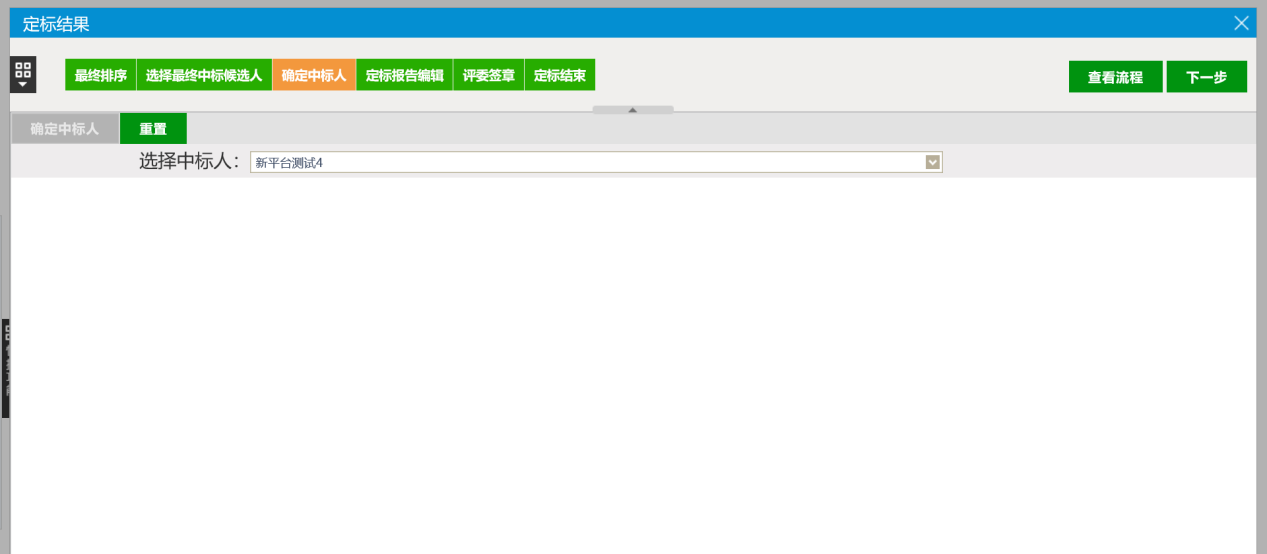 定标结果
最终排序 选择最终中标候选人 确定中标人 定标报告编辑 评委签章 定标结束 查看流程 下一步
确定中标人 重置
选择中标人： 新平台测试4